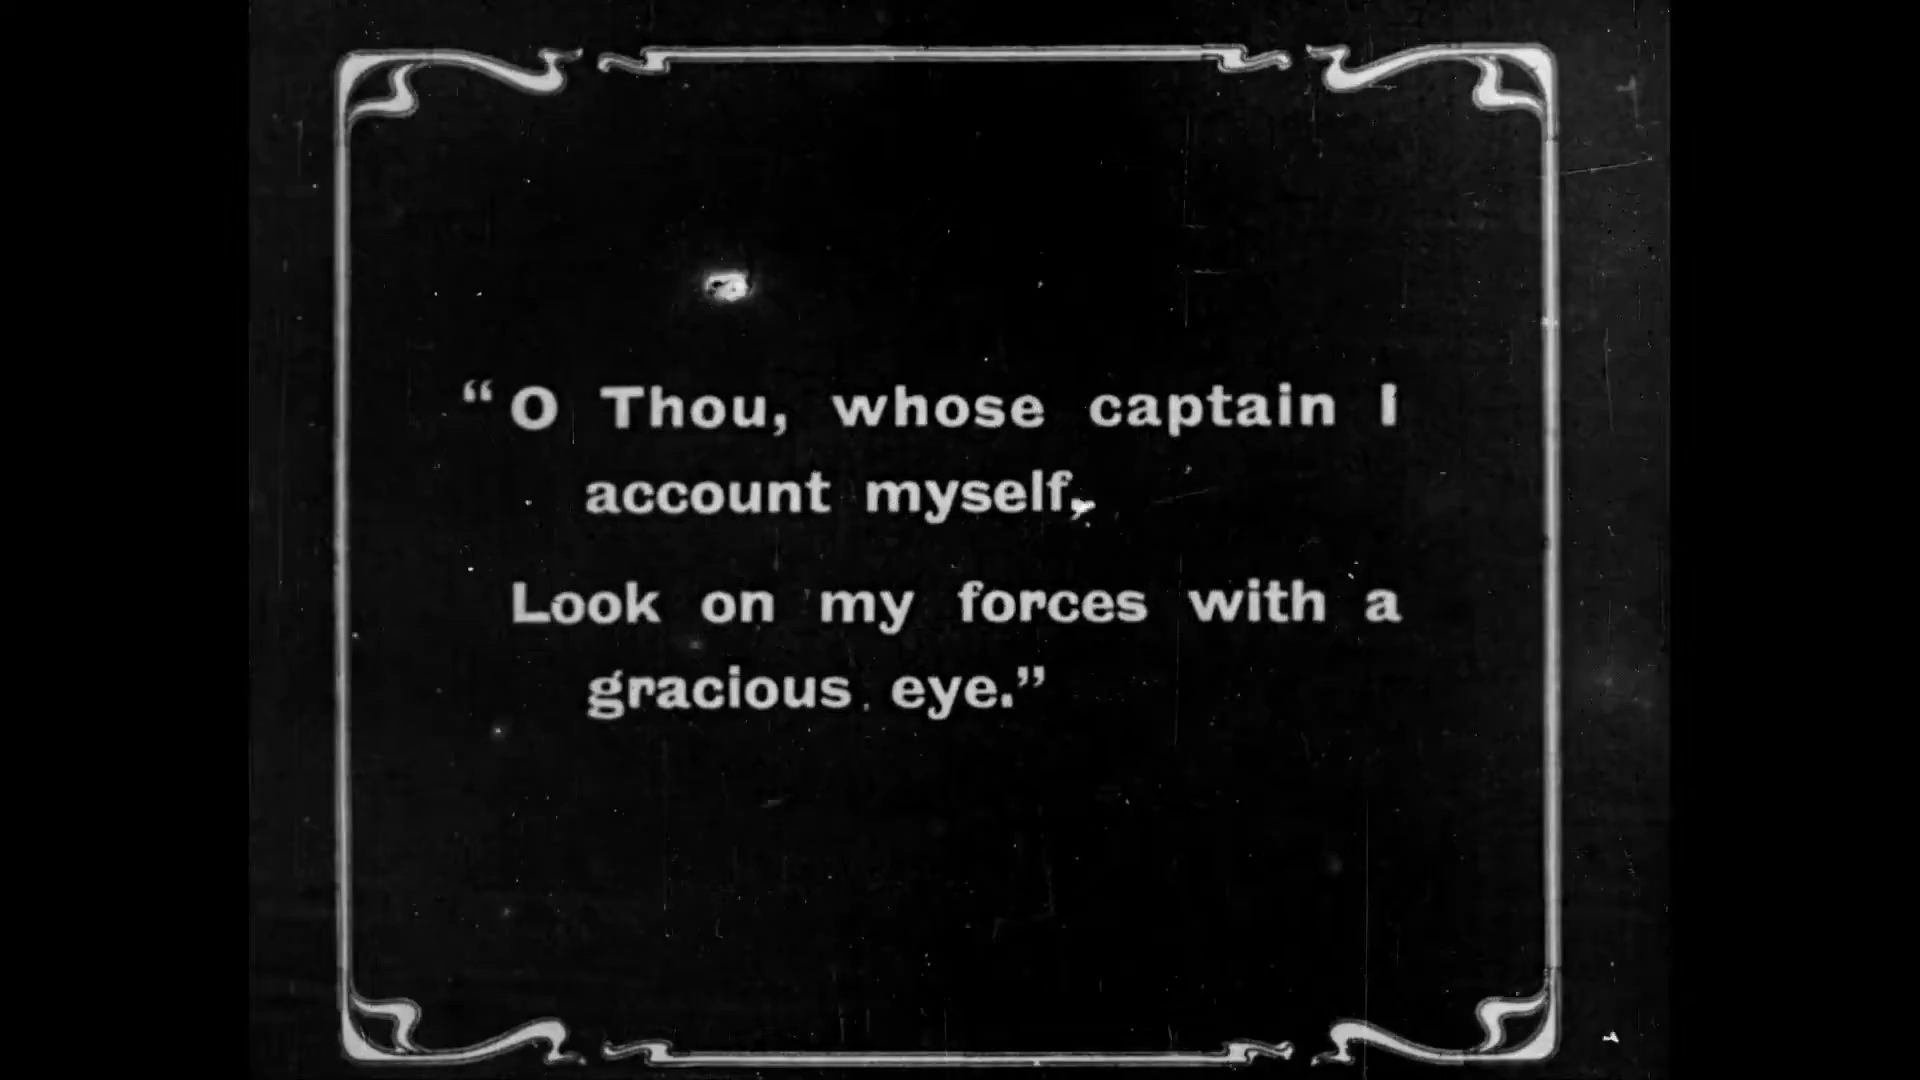 “O Thou, whose captain I
account myself,
Look on my forces with a
gracious eye.”